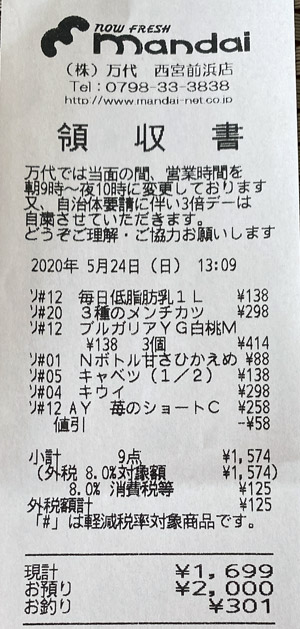 NOW FRESH
mandai
(株)万代 西宮前浜店
Tel:0798-33-3838
http://www.mandai-net.co.jp
領収書
万代では当面の間、営業時間を
朝9時～夜10時に変更しております
又、自治体要請に伴い3倍デーは
自粛させていただきます。
どうぞご理解・ご協力お願いします
2020年 5月24日(日) 13:09
ソ#12 毎日低脂肪乳1L ¥138
ソ#20 3種のメンチカツ ¥298
ソ#12 ブルガリアYG白桃M
¥138 3個 ¥414
ソ#01 Nボトル甘さひかえめ ¥88
ソ#05 キャベツ(1/2) ¥138
ソ#04 キウイ ¥298
ソ#12 AY 苺のショートC ¥258
値引 -¥58
小計 9点 ¥1,574
(外税 8.0%対象額 ¥1,574)
8.0% 消費税等 ¥125
外税額計 ¥125
「#」は軽減税率対象商品です。
現計 ¥1,699
お預り ¥2,000
お釣り ¥301